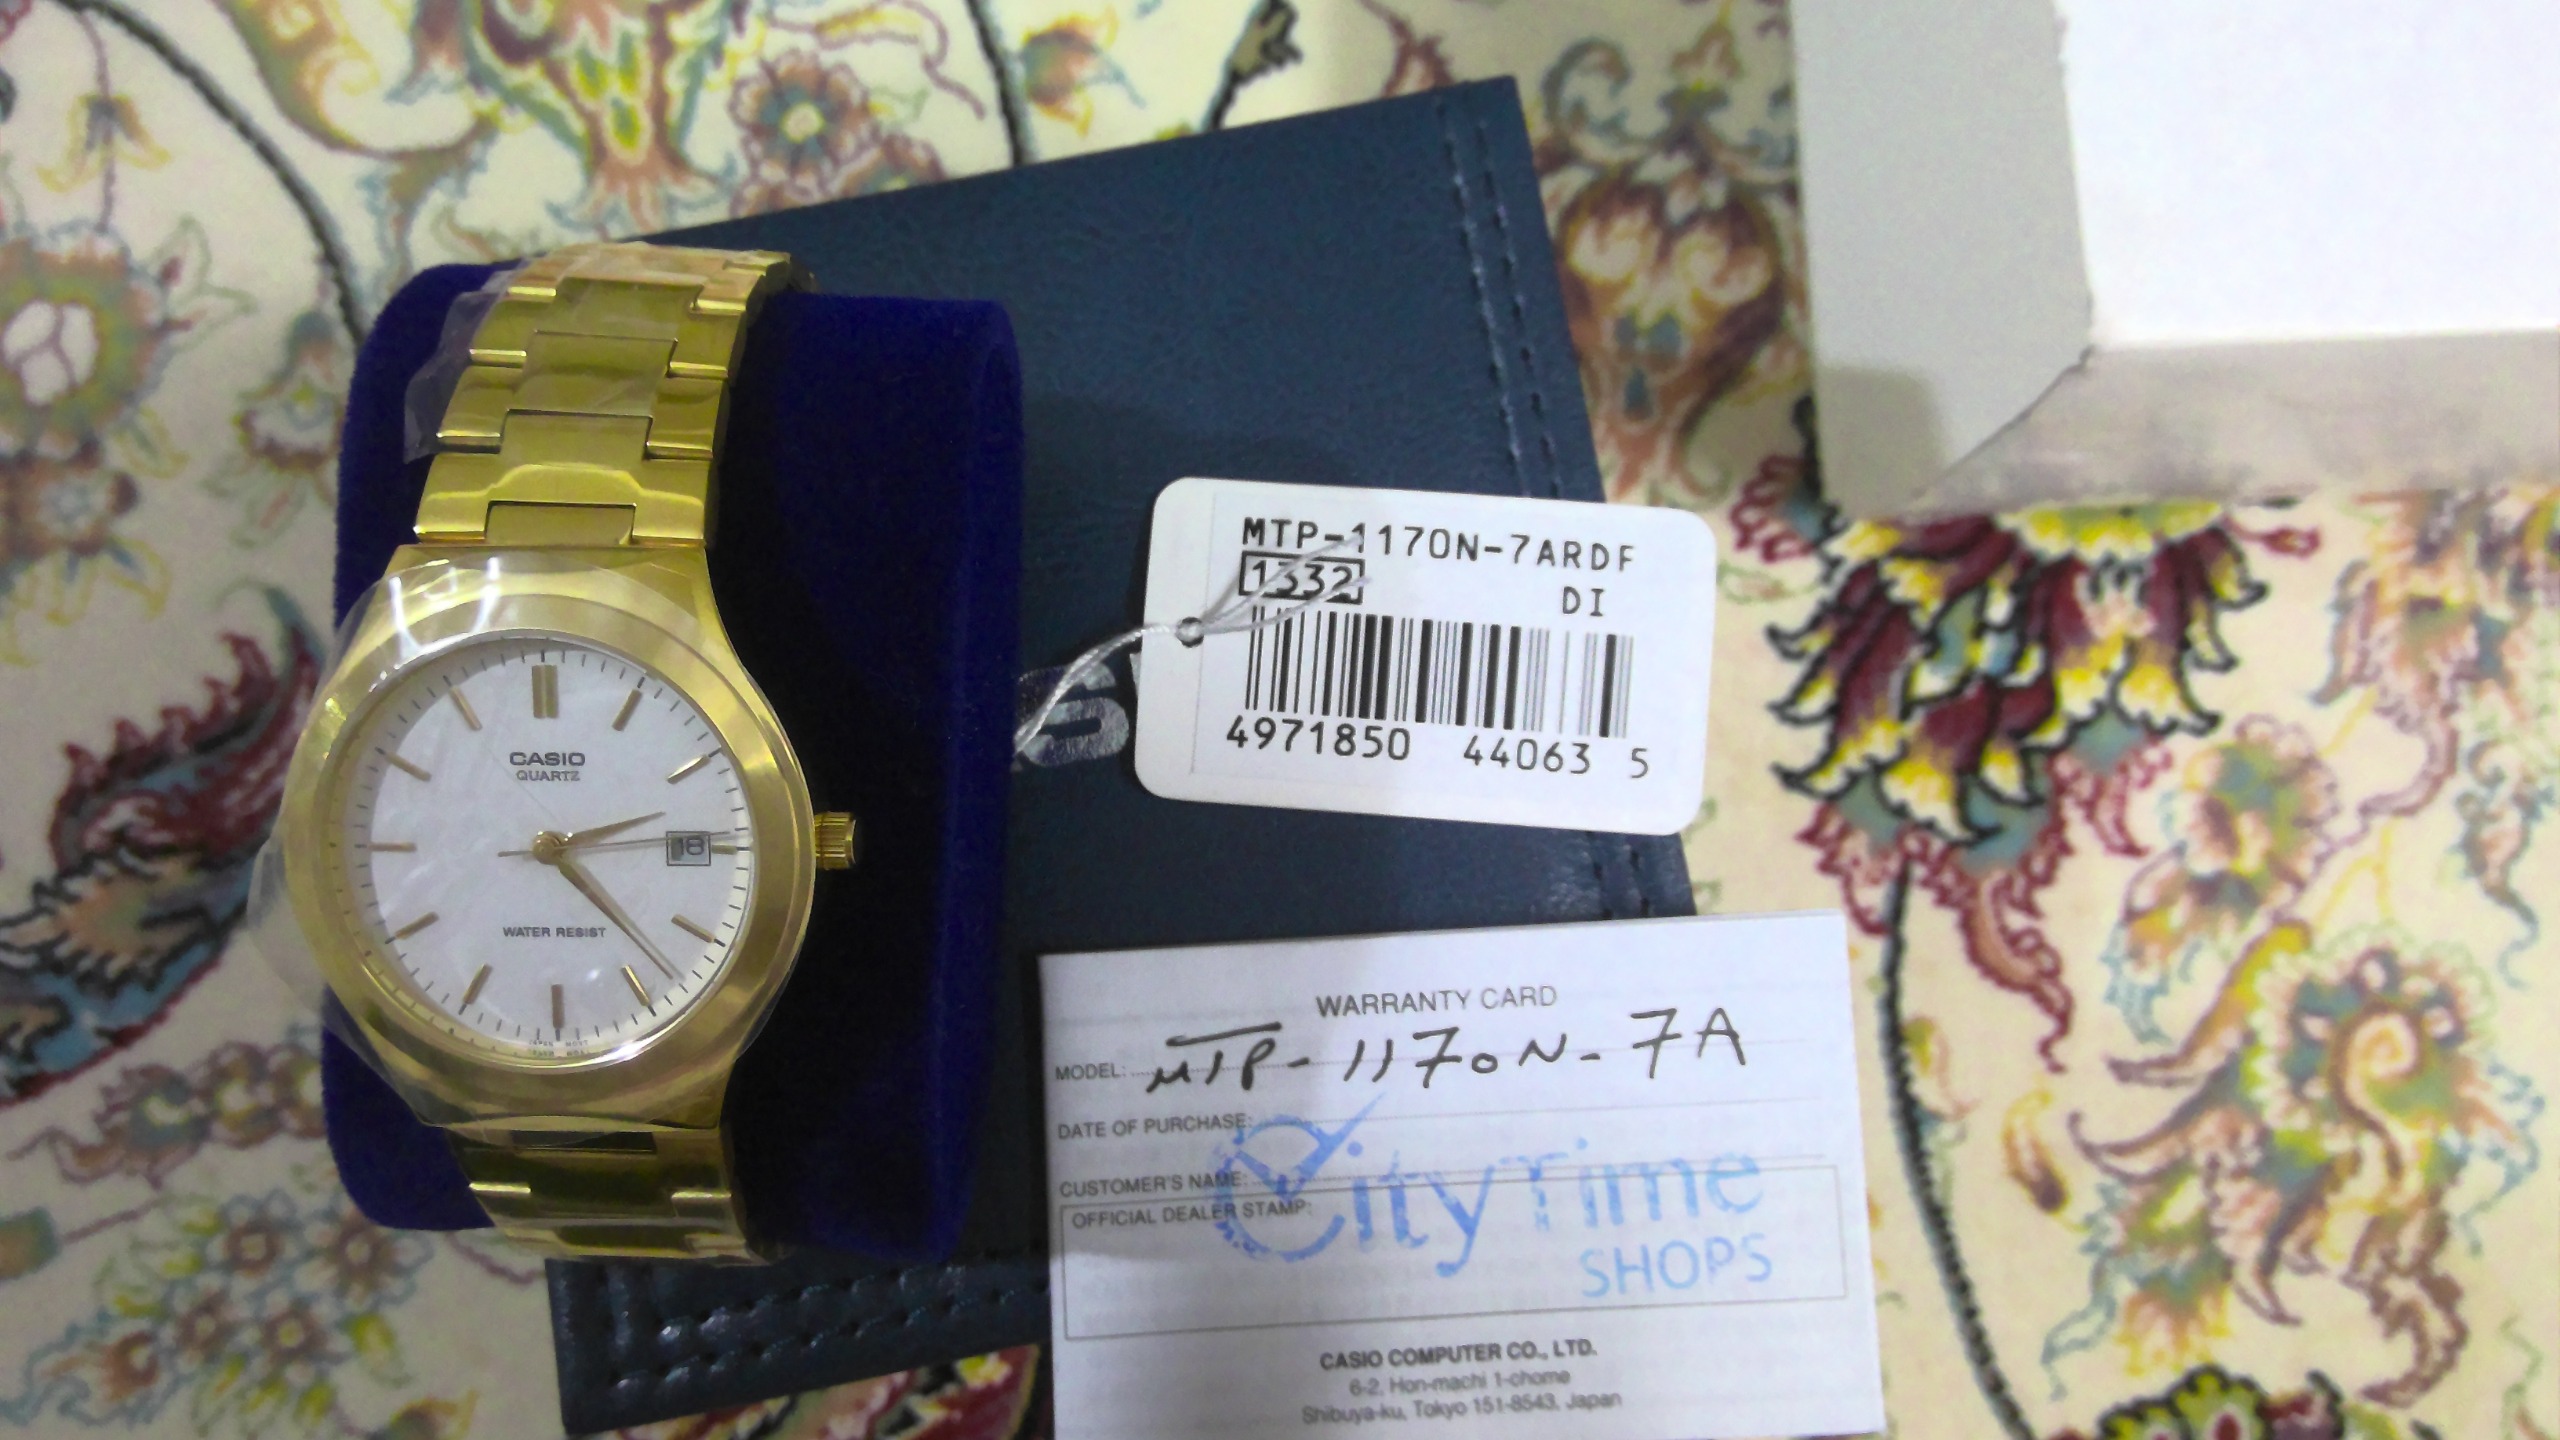 CASIO
QUARTZ
18
WATER RESIST
MTP-1170N-7ARDF
1332 DI
4971850 44063 5
WARRANTY CARD
MODEL: MTP-1170N-7A
DATE OF PURCHASE:
CUSTOMER'S NAME:
OFFICIAL DEALER STAMP:
CityTime
SHOPS
CASIO COMPUTER CO., LTD.
6-2, Hon-machi 1-chome
Shibuya-ku, Tokyo 151-8543, Japan